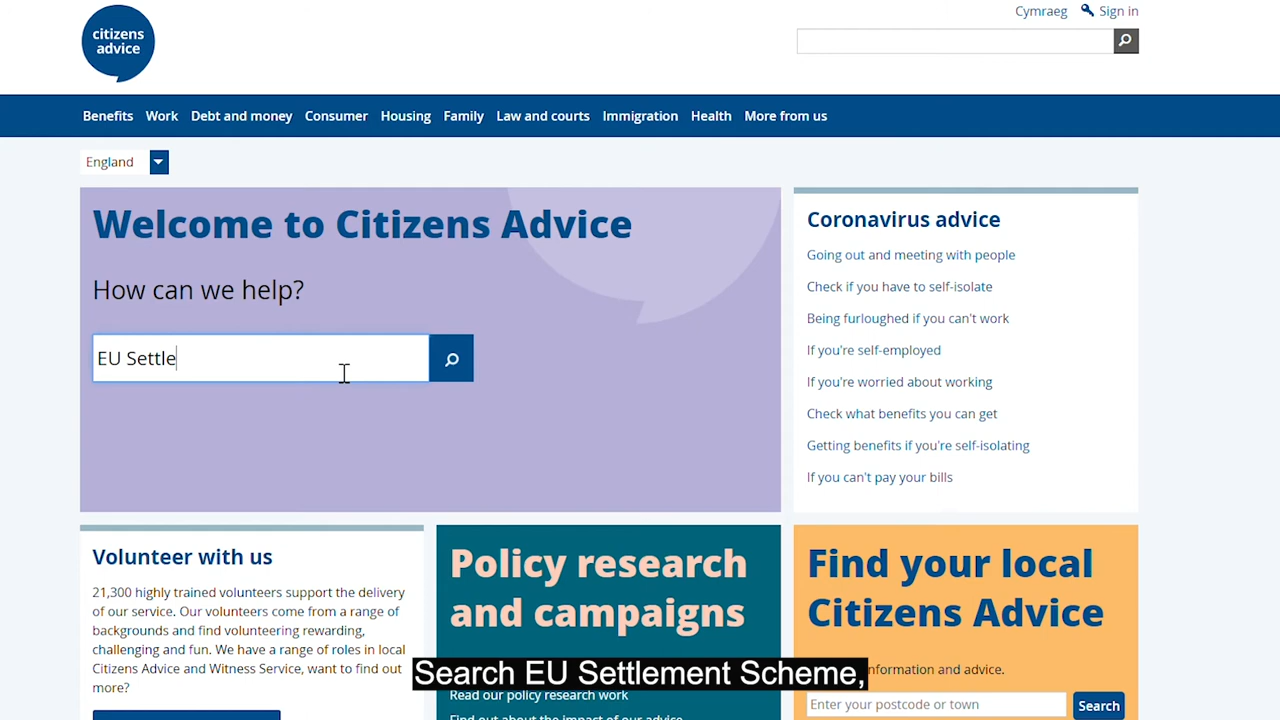 citizens
advice
Cymraeg Sign in
Benefits Work Debt and money Consumer Housing Family Law and courts Immigration Health More from us
England
Welcome to Citizens Advice
How can we help?
EU Settle
Coronavirus advice
Going out and meeting with people
Check if you have to self-isolate
Being furloughed if you can't work
If you're self-employed
If you're worried about working
Check what benefits you can get
Getting benefits if you're self-isolating
If you can't pay your bills
Volunteer with us
21,300 highly trained volunteers support the delivery
of our service. Our volunteers come from a range of
backgrounds and find volunteering rewarding,
challenging and fun. We have a range of roles in local
Citizens Advice and Witness Service, want to find out
more?
Policy research
and campaigns
Read our policy research work
Find out about the impact of our advice
Find your local
Citizens Advice
information and advice.
Enter your postcode or town
Search
Search EU Settlement Scheme,